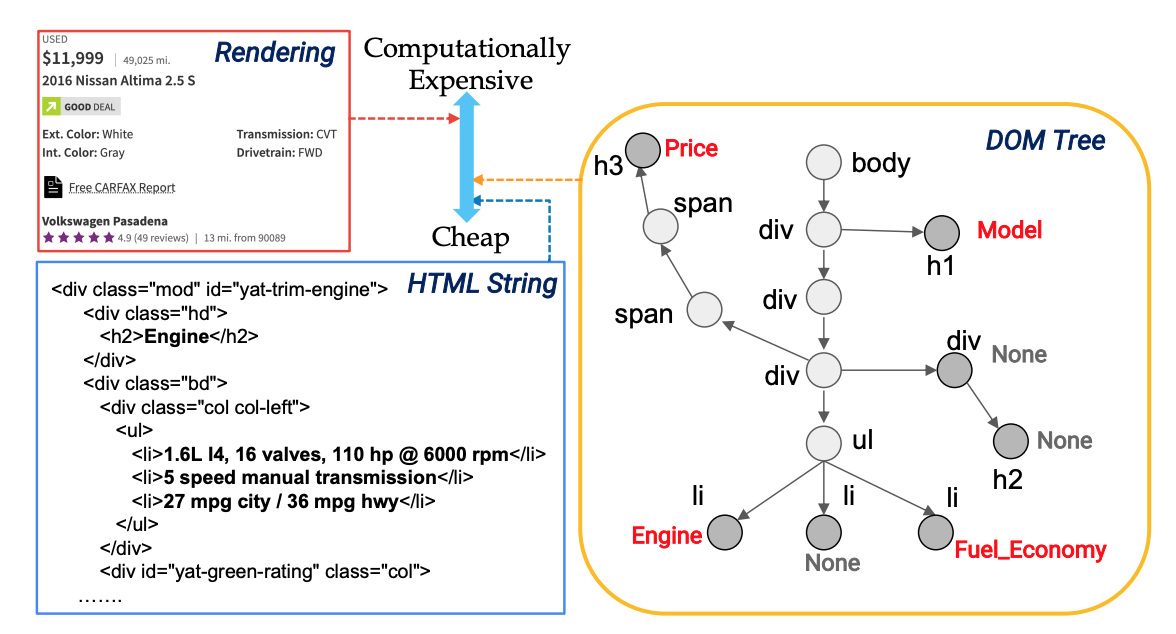 USED
$11,999 | 49,025 mi.
Rendering
2016 Nissan Altima 2.5 S
GOOD DEAL
Ext. Color: White Transmission: CVT
Int. Color: Gray Drivetrain: FWD
Free CARFAX Report
Volkswagen Pasadena
4.9 (49 reviews) | 13 mi. from 90089
Computationally
Expensive
Cheap
HTML String
<div class="mod" id="yat-trim-engine">
<div class="hd">
<h2>Engine</h2>
</div>
<div class="bd">
<div class="col col-left">
<ul>
<li>1.6L I4, 16 valves, 110 hp @ 6000 rpm</li>
<li>5 speed manual transmission</li>
<li>27 mpg city / 36 mpg hwy</li>
</ul>
</div>
<div id="yat-green-rating" class="col">
.......
DOM Tree
h3 Price
body
span
div
Model
h1
div
span
div
div None
ul
None
h2
li li li
Engine
None
Fuel_Economy